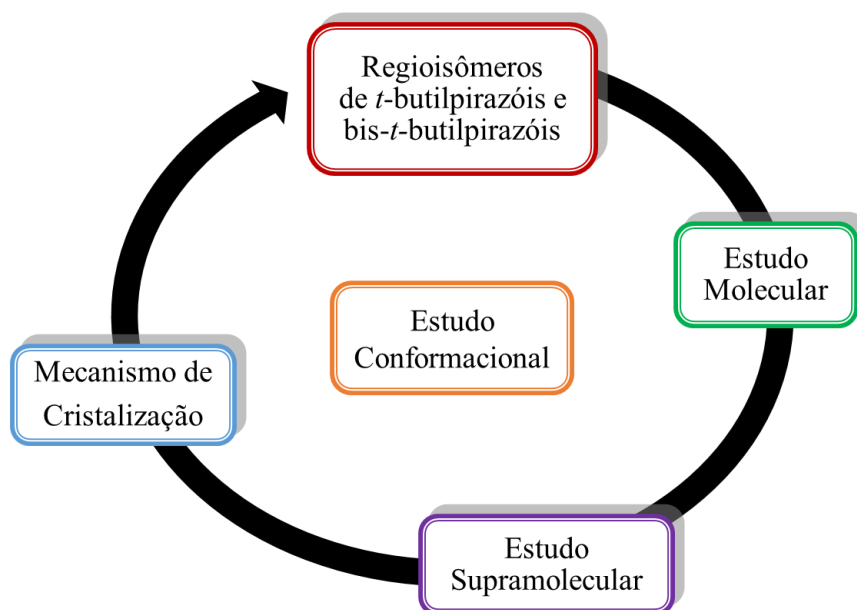 Regioisômeros
de t-butilpirazóis e
bis-t-butilpirazóis
Estudo
Molecular
Estudo
Conformacional
Mecanismo de
Cristalização
Estudo
Supramolecular